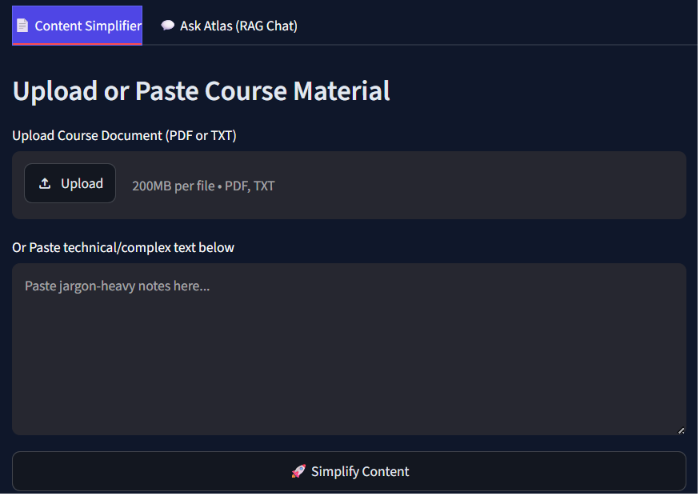 Content Simplifier
Ask Atlas (RAG Chat)
Upload or Paste Course Material
Upload Course Document (PDF or TXT)
Upload
200MB per file • PDF, TXT
Or Paste technical/complex text below
Paste jargon-heavy notes here...
Simplify Content